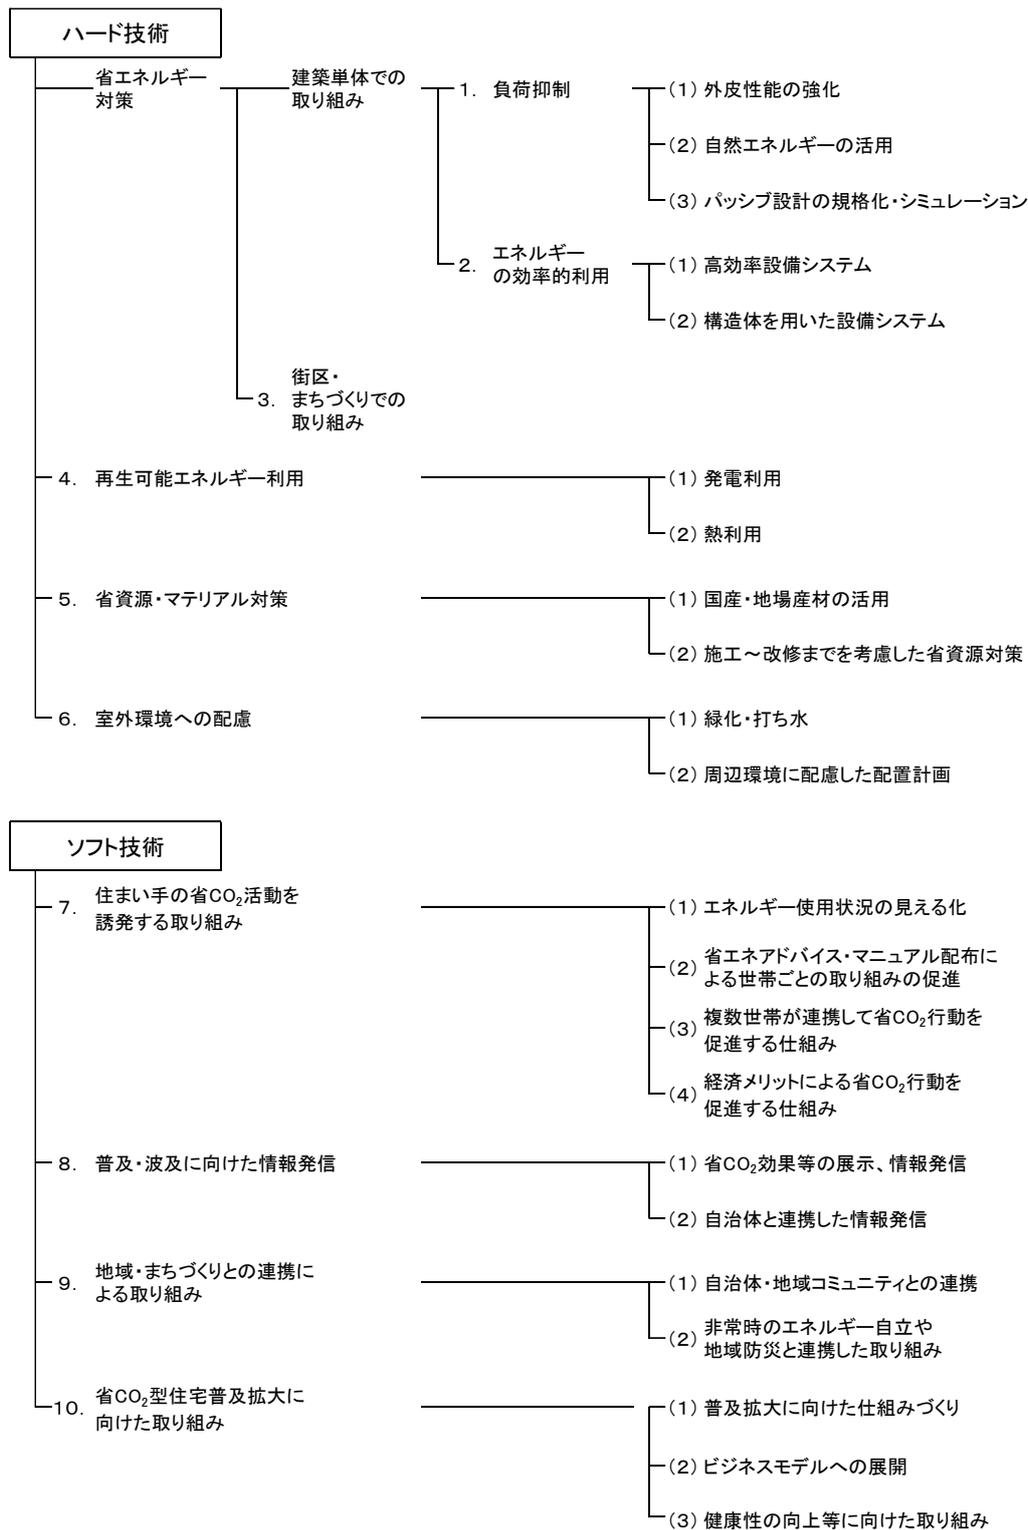 ハード技術
省エネルギー
対策
建築単体での
取り組み
1. 負荷抑制
(1) 外皮性能の強化
(2) 自然エネルギーの活用
(3) パッシブ設計の規格化・シミュレーション
2. エネルギー
の効率的利用
(1) 高効率設備システム
(2) 構造体を用いた設備システム
3. 街区・
まちづくりでの
取り組み
4. 再生可能エネルギー利用
(1) 発電利用
(2) 熱利用
5. 省資源・マテリアル対策
(1) 国産・地場産材の活用
(2) 施工～改修までを考慮した省資源対策
6. 室外環境への配慮
(1) 緑化・打ち水
(2) 周辺環境に配慮した配置計画
ソフト技術
7. 住まい手の省CO₂活動を
誘発する取り組み
(1) エネルギー使用状況の見える化
(2) 省エネアドバイス・マニュアル配布に
よる世帯ごとの取り組みの促進
(3) 複数世帯が連携して省CO₂行動を
促進する仕組み
(4) 経済メリットによる省CO₂行動を
促進する仕組み
8. 普及・波及に向けた情報発信
(1) 省CO₂効果等の展示、情報発信
(2) 自治体と連携した情報発信
9. 地域・まちづくりとの連携に
よる取り組み
(1) 自治体・地域コミュニティとの連携
(2) 非常時のエネルギー自立や
地域防災と連携した取り組み
10. 省CO₂型住宅普及拡大に
向けた取り組み
(1) 普及拡大に向けた仕組みづくり
(2) ビジネスモデルへの展開
(3) 健康性の向上等に向けた取り組み